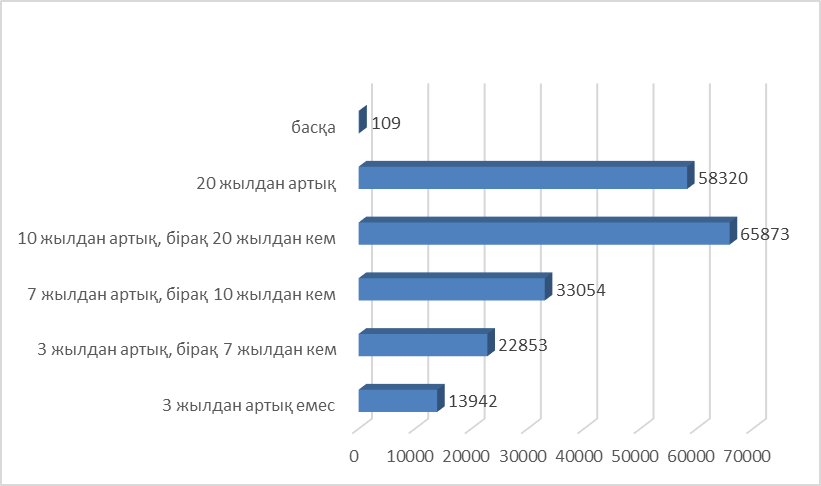 басқа 109
20 жылдан артық 58320
10 жылдан артық, бірақ 20 жылдан кем 65873
7 жылдан артық, бірақ 10 жылдан кем 33054
3 жылдан артық, бірақ 7 жылдан кем 22853
3 жылдан артық емес 13942
0 10000 20000 30000 40000 50000 60000 70000